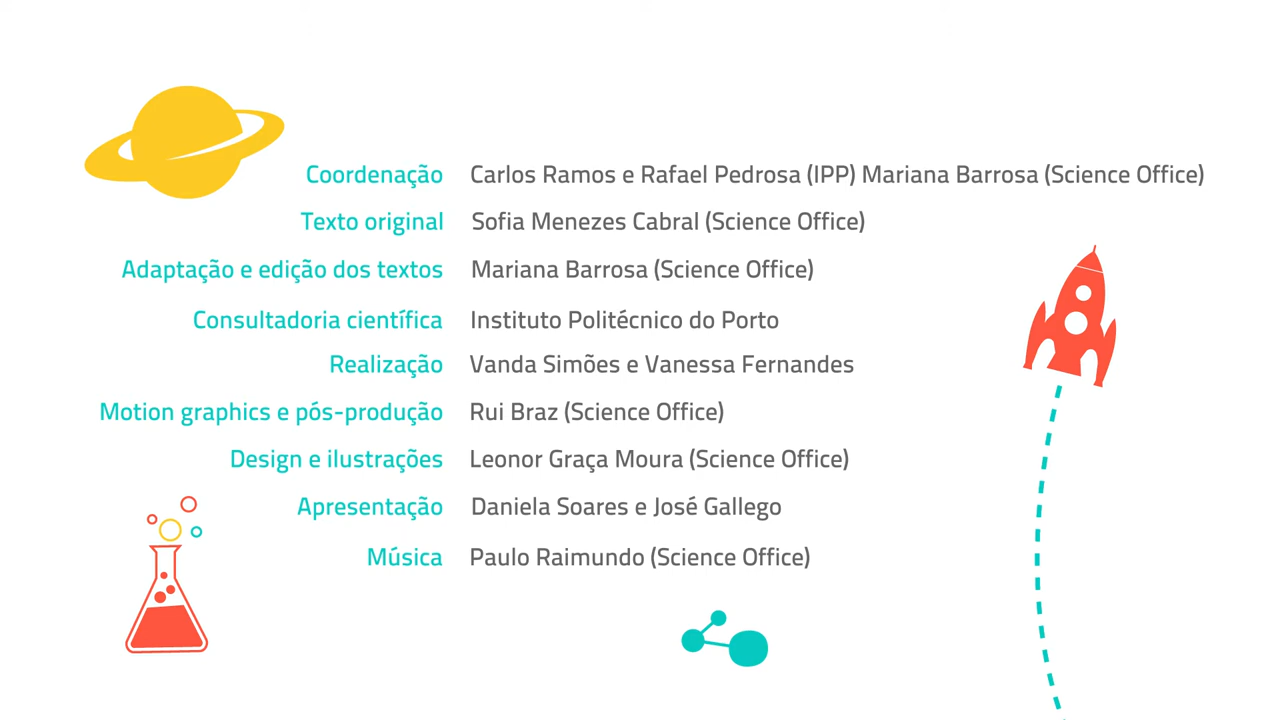 Coordenação Carlos Ramos e Rafael Pedrosa (IPP) Mariana Barrosa (Science Office)
Texto original Sofia Menezes Cabral (Science Office)
Adaptação e edição dos textos Mariana Barrosa (Science Office)
Consultadoria científica Instituto Politécnico do Porto
Realização Vanda Simões e Vanessa Fernandes
Motion graphics e pós-produção Rui Braz (Science Office)
Design e ilustrações Leonor Graça Moura (Science Office)
Apresentação Daniela Soares e José Gallego
Música Paulo Raimundo (Science Office)